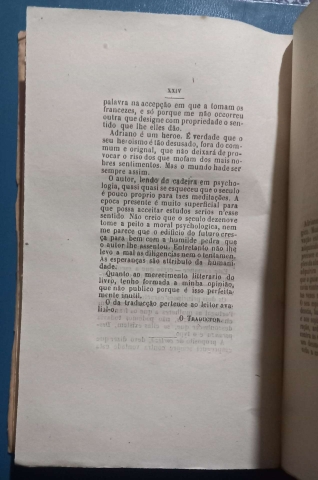 XXIV
palavra na accepção em que a tomam os
francezes, e só porque me não occorreu
outra que designe com propriedade o sen-
tido que lhe elles dão.
Adriano é um heroe. É verdade que o
seu heroismo é tão desusado, fora do com-
mum e original, que não deixará de pro-
vocar o riso dos que mofam dos mais no-
bres sentimentos. Mas o mundo hade ser
sempre assim.
O autor, lendo de cadeira em psycho-
logia, quasi quasi se esqueceu que o seculo
é pouco proprio para taes meditações. A
epoca presente é muito superficial para
que possa acceitar estudos serios n'esse
sentido. Não creio que o seculo dezenove
tome a peito a moral psychologica, nem
me parece que o edificio do futuro cres-
ça para bem com a humilde pedra que
o autor lhe assentou. Entretanto não lhe
levo a mal as diligencias nem o tentamen.
As esperanças são attributo da humani-
dade.
Quanto ao merecimento litterario do
livro, tenho formada a minha opinião,
que não publico porque é isso perfeita-
mente inutil.
O da traducção pertence ao leitor ava-
lial-o.
O TRADUCTOR.